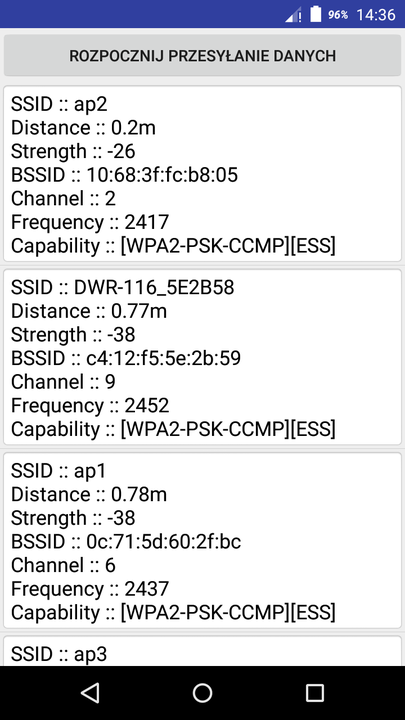 96% 14:36
ROZPOCZNIJ PRZESYŁANIE DANYCH
SSID :: ap2
Distance :: 0.2m
Strength :: -26
BSSID :: 10:68:3f:fc:b8:05
Channel :: 2
Frequency :: 2417
Capability :: [WPA2-PSK-CCMP][ESS]
SSID :: DWR-116_5E2B58
Distance :: 0.77m
Strength :: -38
BSSID :: c4:12:f5:5e:2b:59
Channel :: 9
Frequency :: 2452
Capability :: [WPA2-PSK-CCMP][ESS]
SSID :: ap1
Distance :: 0.78m
Strength :: -38
BSSID :: 0c:71:5d:60:2f:bc
Channel :: 6
Frequency :: 2437
Capability :: [WPA2-PSK-CCMP][ESS]
SSID :: ap3